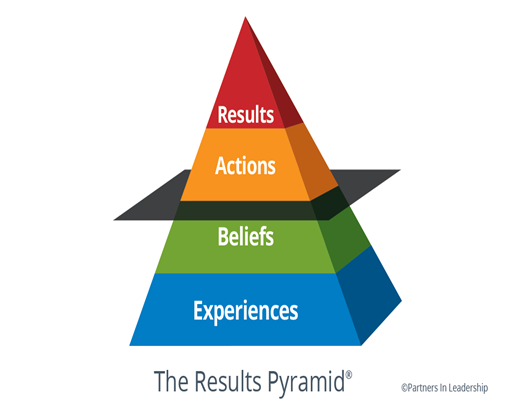 Results
Actions
Beliefs
Experiences
The Results Pyramid®
©Partners In Leadership